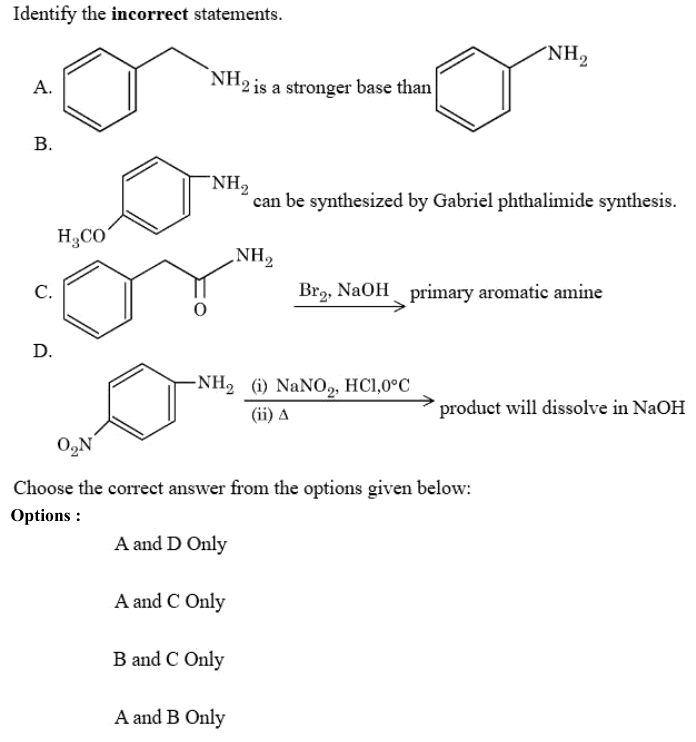 Identify the incorrect statements.
A. NH2 is a stronger base than NH2
B.
NH2 can be synthesized by Gabriel phthalimide synthesis.
H3CO
C. NH2 O Br2, NaOH primary aromatic amine
D.
NH2 (i) NaNO2, HCl,0°C
(ii) Δ product will dissolve in NaOH
O2N
Choose the correct answer from the options given below:
Options :
A and D Only
A and C Only
B and C Only
A and B Only